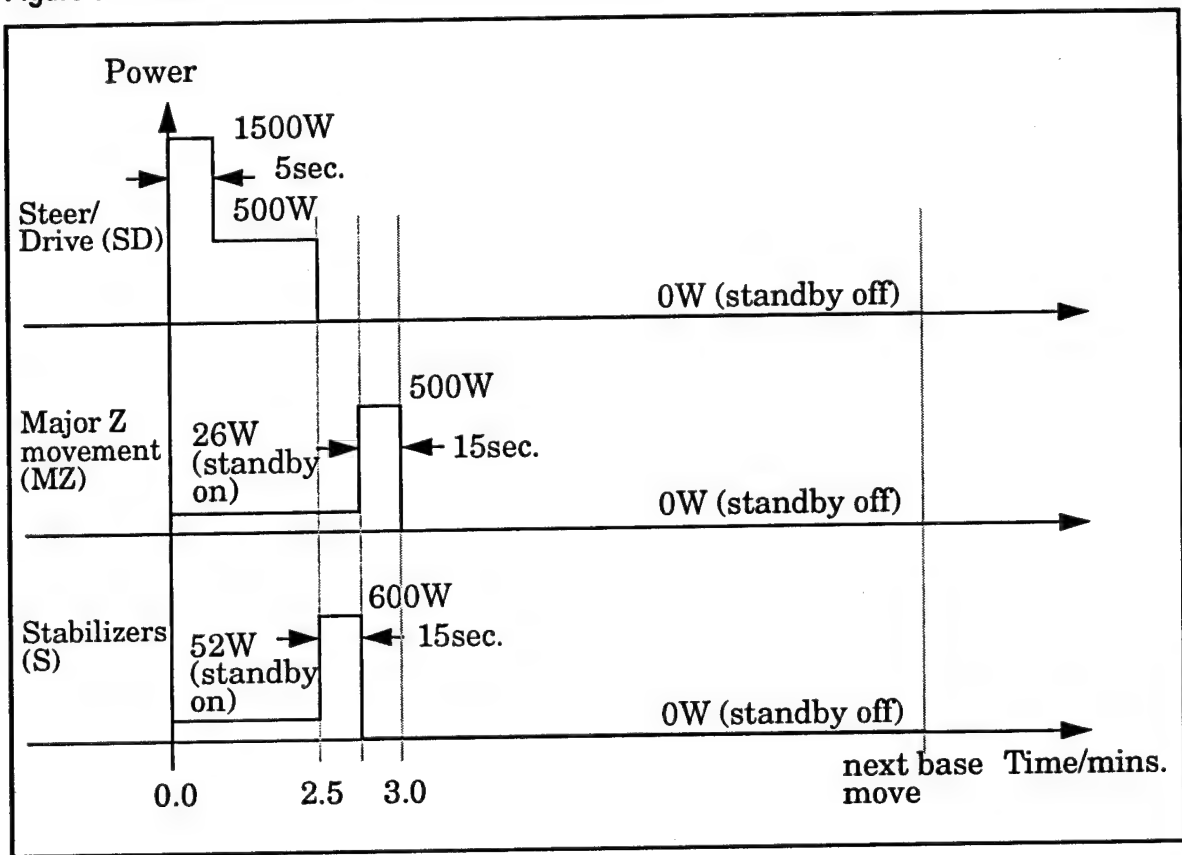 Power
1500W
5sec.
500W
Steer/
Drive (SD)
0W (standby off)
500W
Major Z
movement
(MZ)
26W
(standby
on)
15sec.
0W (standby off)
600W
Stabilizers
(S)
52W
(standby
on)
15sec.
0W (standby off)
0.0
2.5
3.0
next base
move
Time/mins.